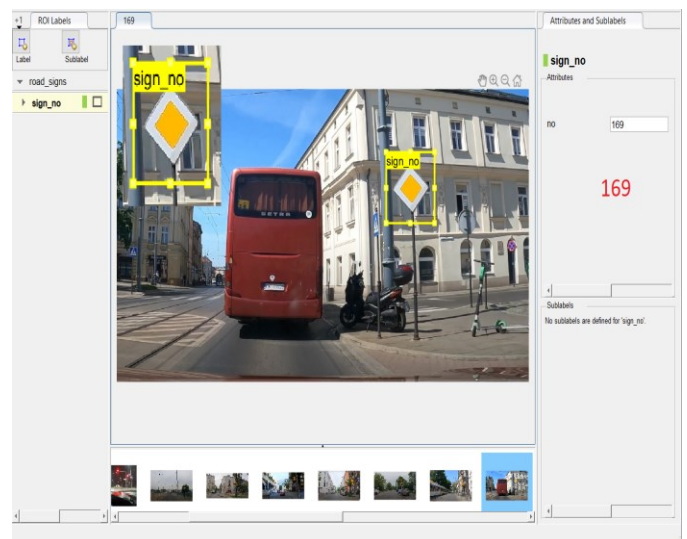 +1
ROI Labels
169
Attributes and Sublabels
Label
Sublabel
road_signs
sign_no
sign_no
sign_no
SETRA
sign_no
Attributes
no
169
169
Sublabels
No sublabels are defined for 'sign_no'.